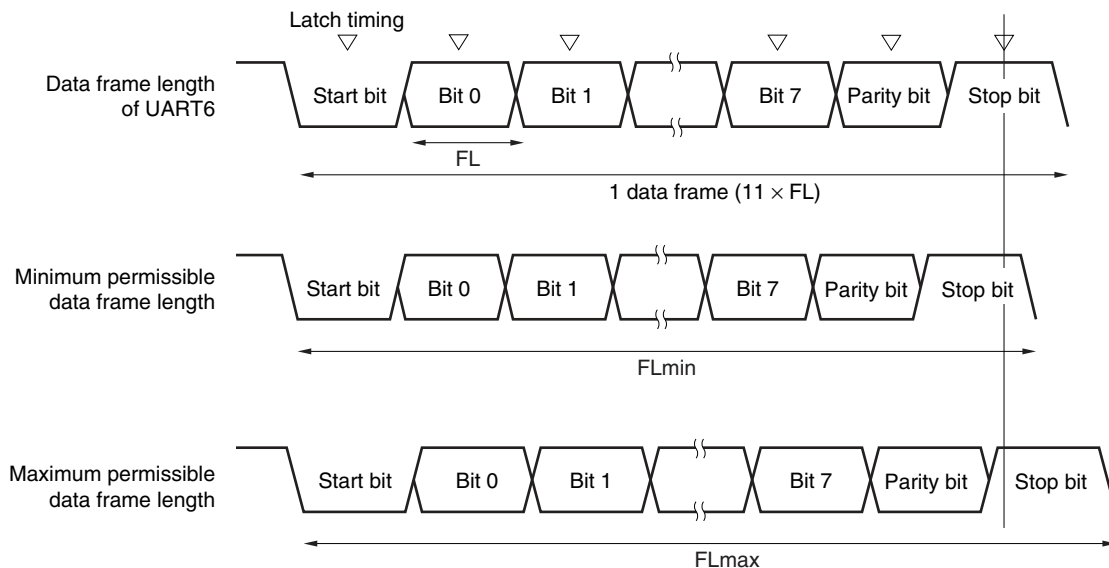 Latch timing
Data frame length
of UART6
Start bit
Bit 0
Bit 1
Bit 7
Parity bit
Stop bit
FL
1 data frame (11 × FL)
Minimum permissible
data frame length
Start bit
Bit 0
Bit 1
Bit 7
Parity bit
Stop bit
FLmin
Maximum permissible
data frame length
Start bit
Bit 0
Bit 1
Bit 7
Parity bit
Stop bit
FLmax